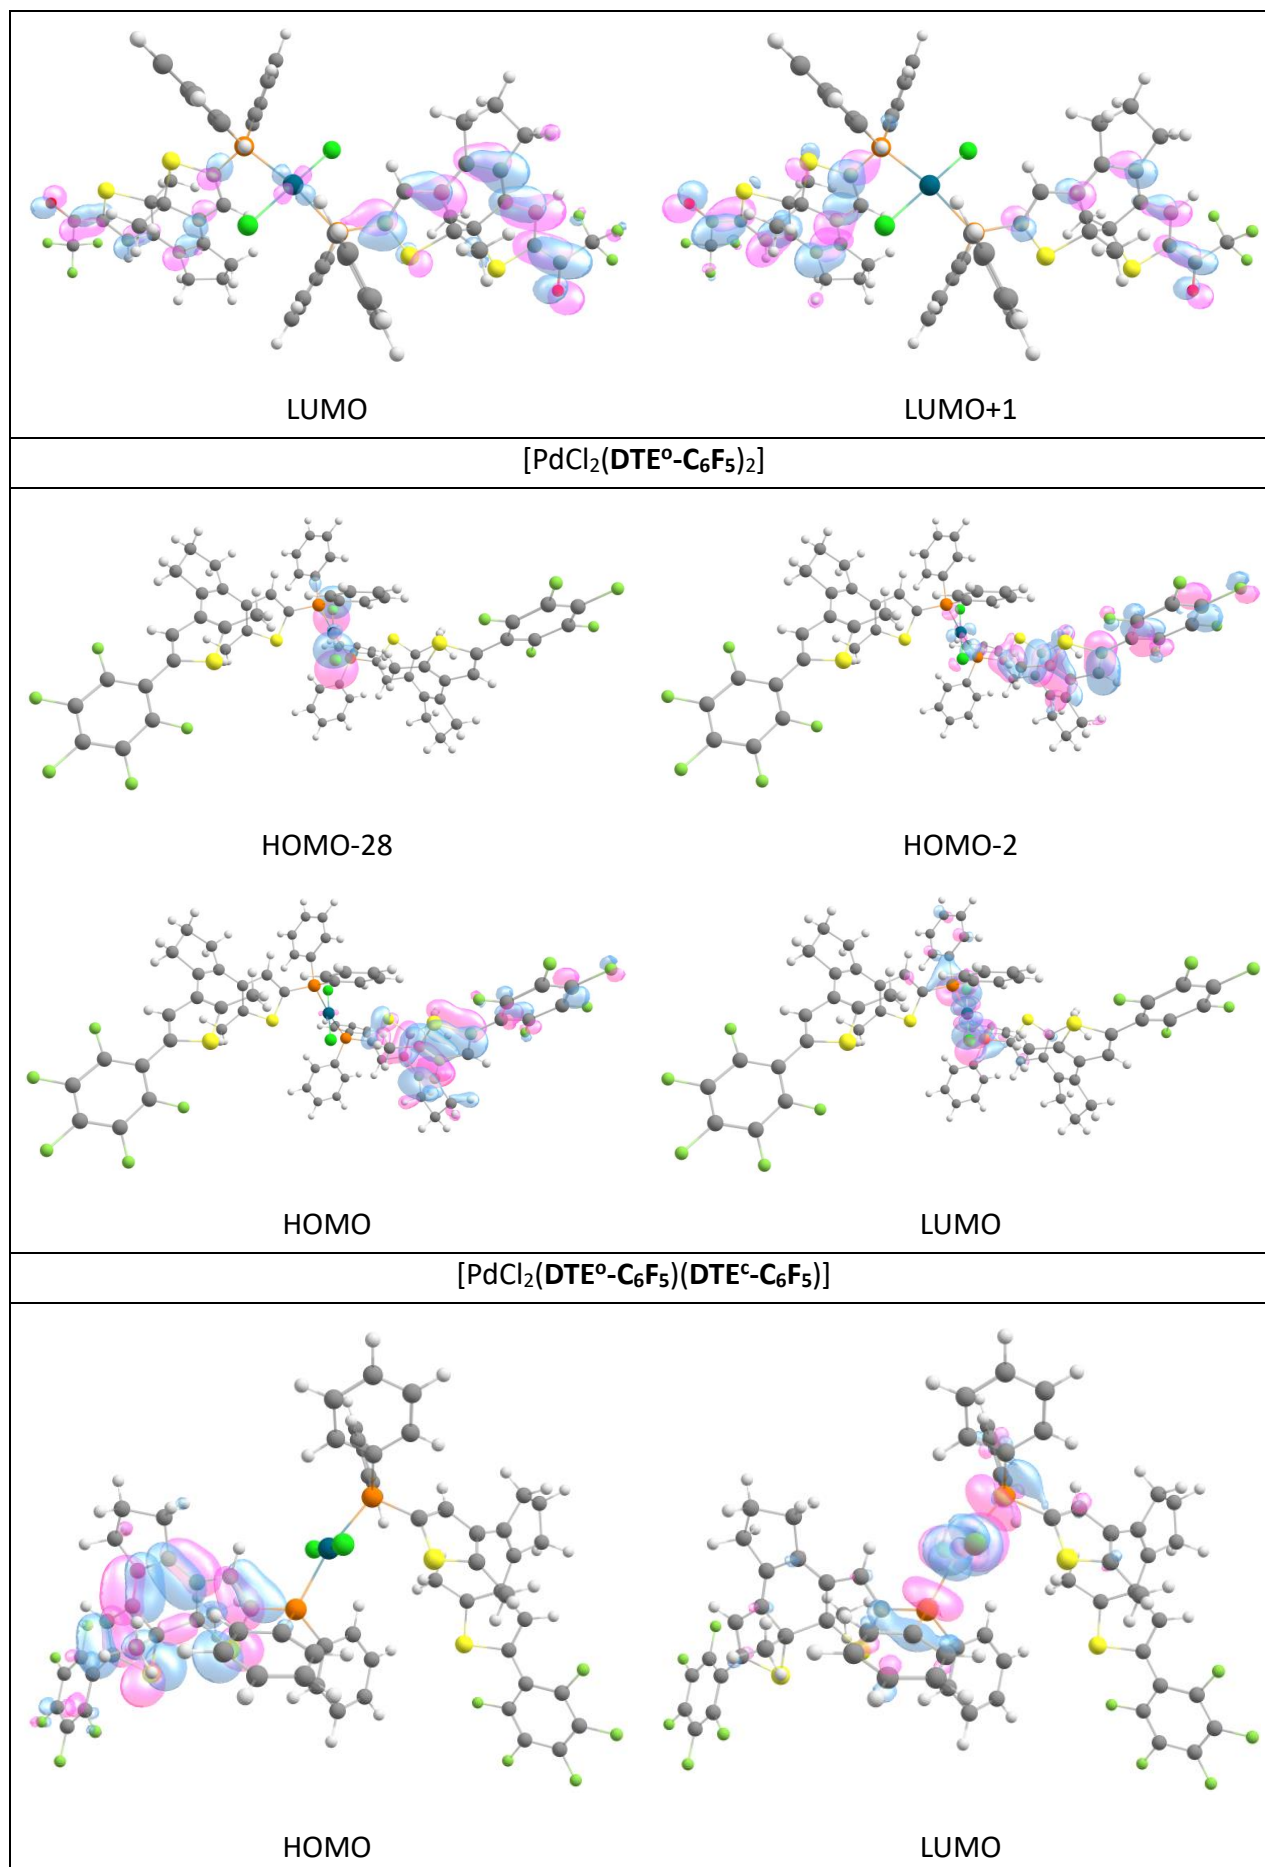 LUMO LUMO+1
[PdCl₂(DTEᵒ-C₆F₅)₂]
HOMO-28 HOMO-2
HOMO LUMO
[PdCl₂(DTEᵒ-C₆F₅)(DTEᶜ-C₆F₅)]
HOMO LUMO